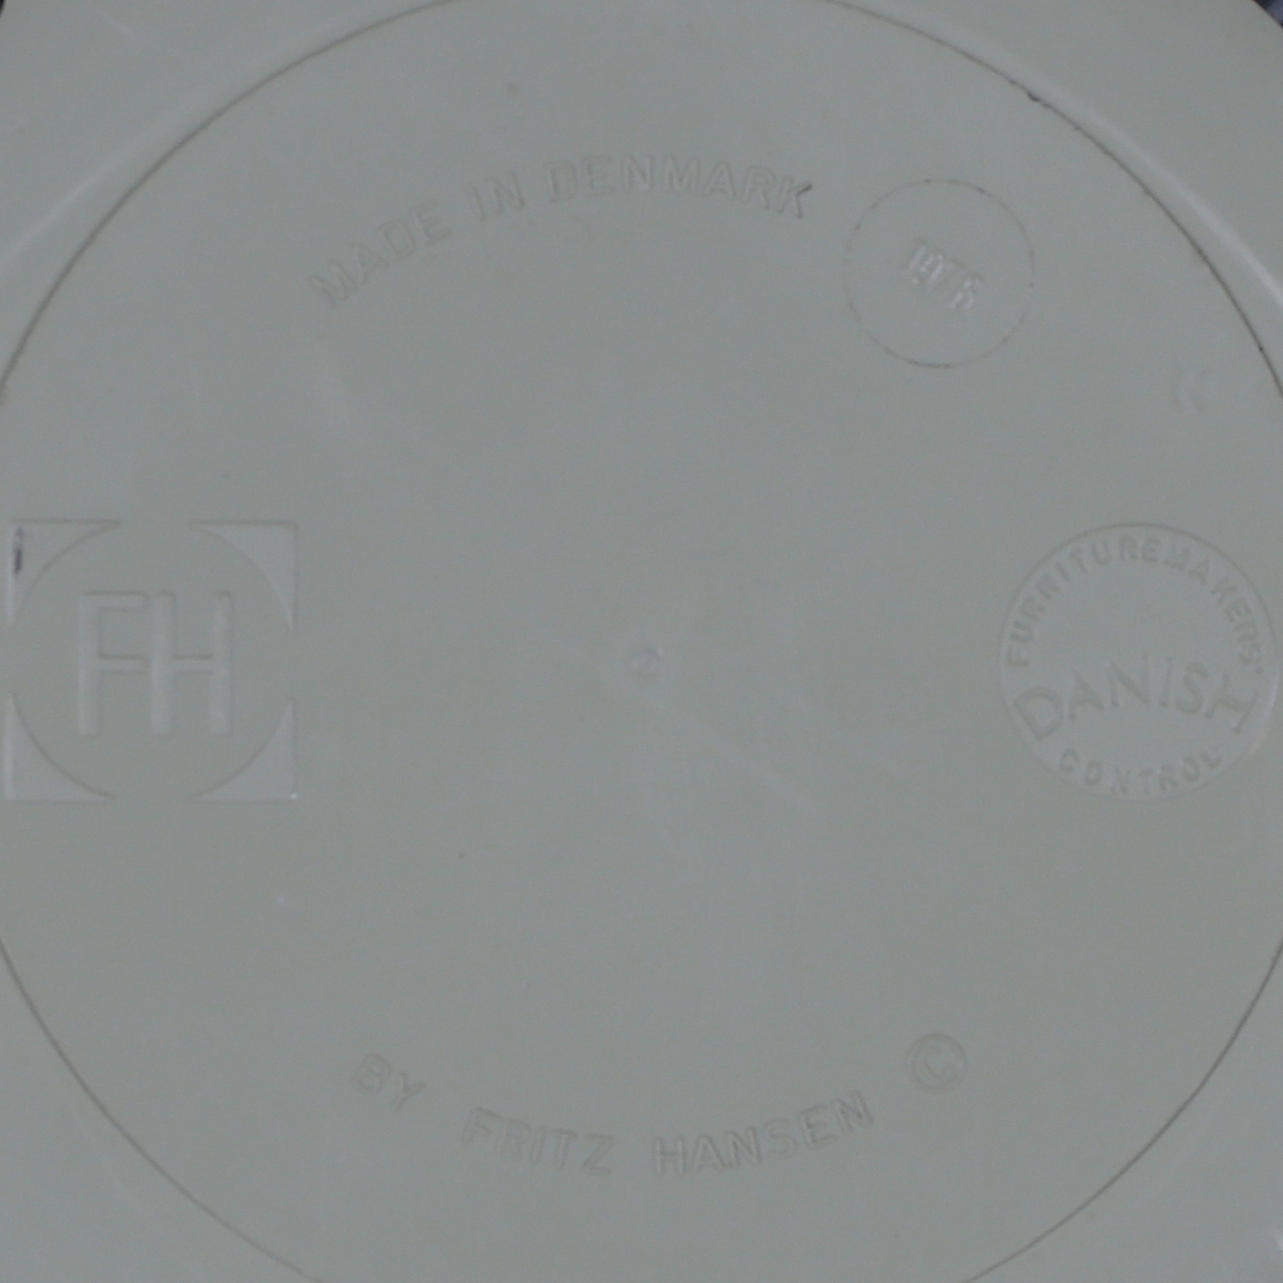 MADE IN DENMARK
1976
FH
FURNITUREMAKERS'
DANISH
CONTROL
BY FRITZ HANSEN ©